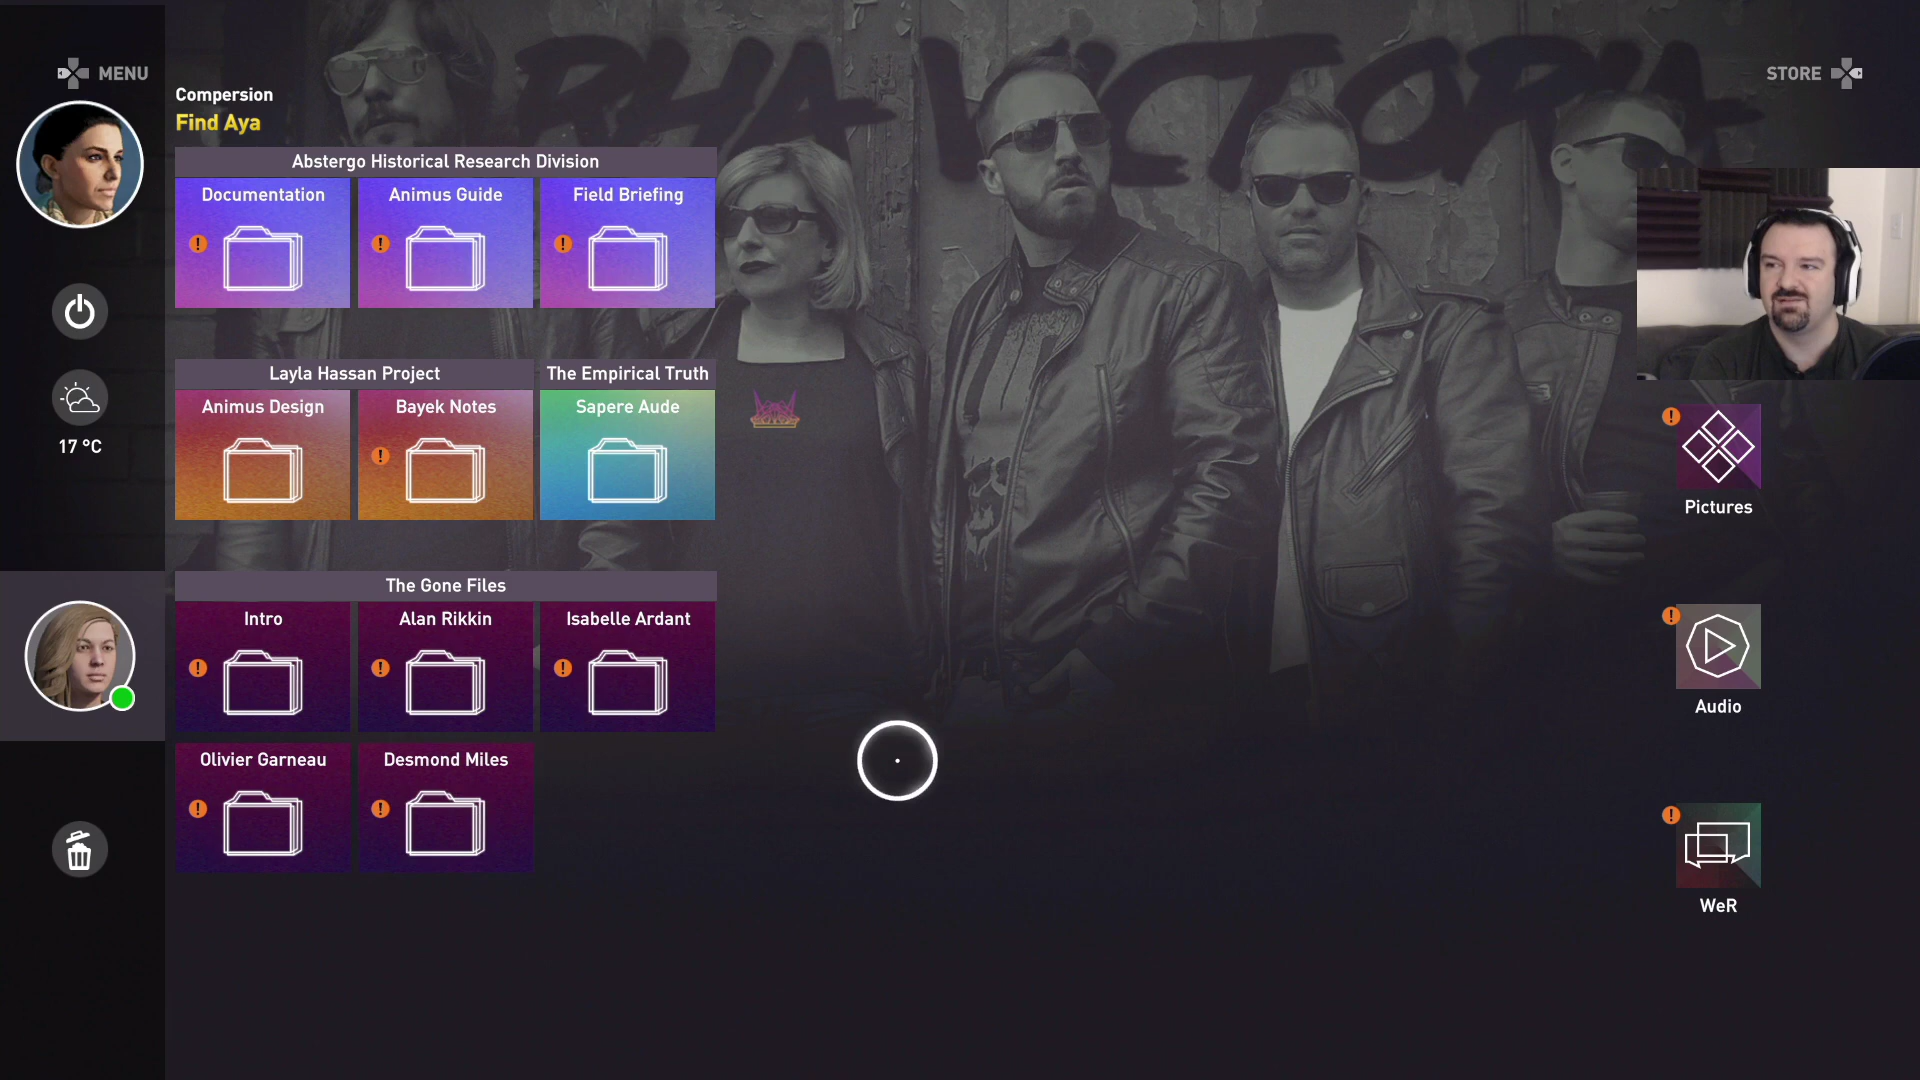 MENU
STORE
Compersion
Find Aya
Abstergo Historical Research Division
Documentation
Animus Guide
Field Briefing
Layla Hassan Project
The Empirical Truth
Animus Design
Bayek Notes
Sapere Aude
17 °C
The Gone Files
Intro
Alan Rikkin
Isabelle Ardant
Olivier Garneau
Desmond Miles
Pictures
Audio
WeR
VICTORIA